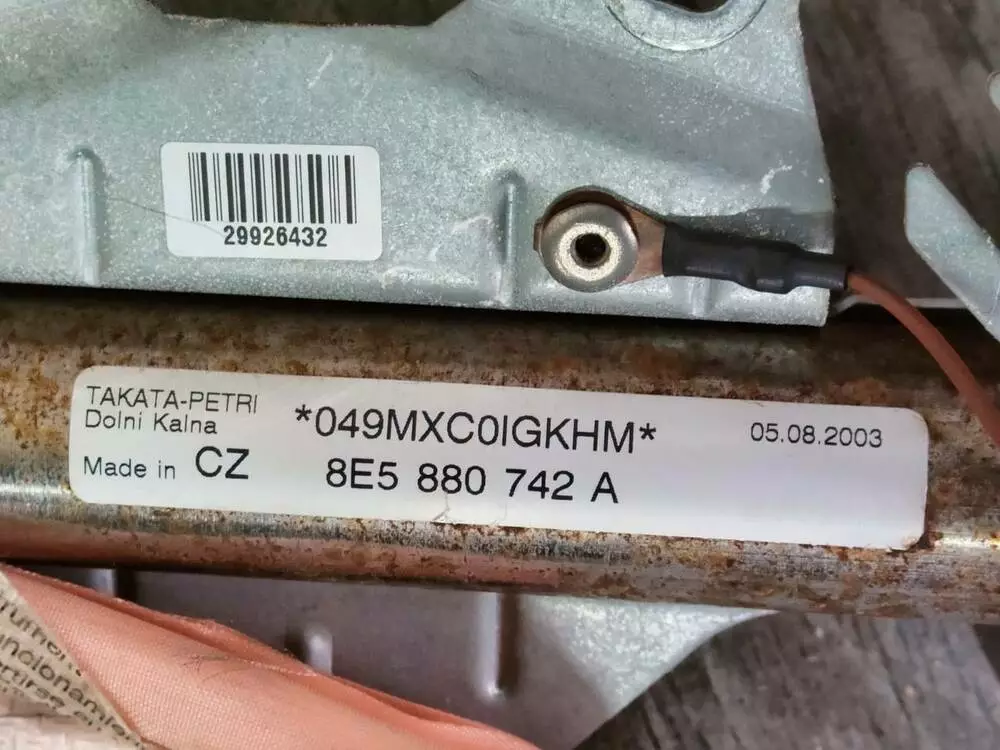 29926432
TAKATA-PETRI
Dolni Kalna
*049MXC0IGKHM*
05.08.2003
Made in CZ
8E5 880 742 A